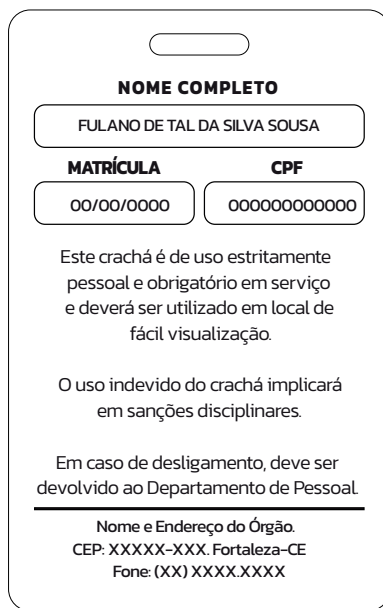 NOME COMPLETO
FULANO DE TAL DA SILVA SOUSA
MATRÍCULA CPF
00/00/0000 000000000000
Este crachá é de uso estritamente
pessoal e obrigatório em serviço
e deverá ser utilizado em local de
fácil visualização.
O uso indevido do crachá implicará
em sanções disciplinares.
Em caso de desligamento, deve ser
devolvido ao Departamento de Pessoal.
Nome e Endereço do Órgão.
CEP: XXXXX-XXX. Fortaleza-CE
Fone: (XX) XXXX.XXXX